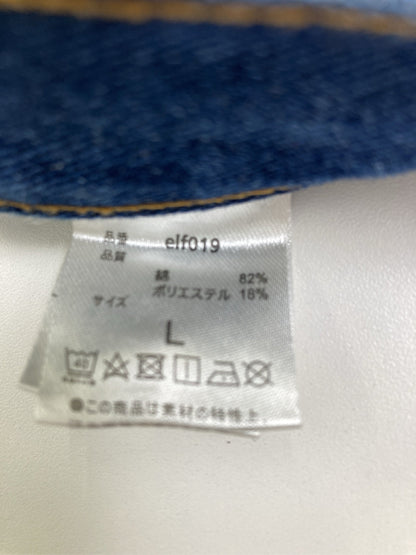 品番 elf019
品質
綿 82%
ポリエステル 18%
サイズ
L
40
●この商品は素材の特性上